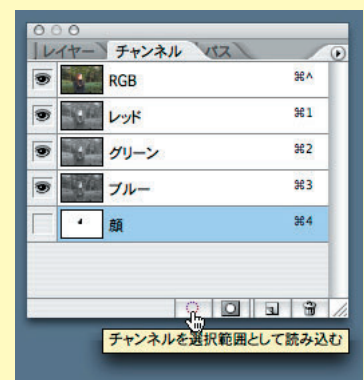 レイヤー チャンネル パス
RGB ⌘^
レッド ⌘1
グリーン ⌘2
ブルー ⌘3
顔 ⌘4
チャンネルを選択範囲として読み込む